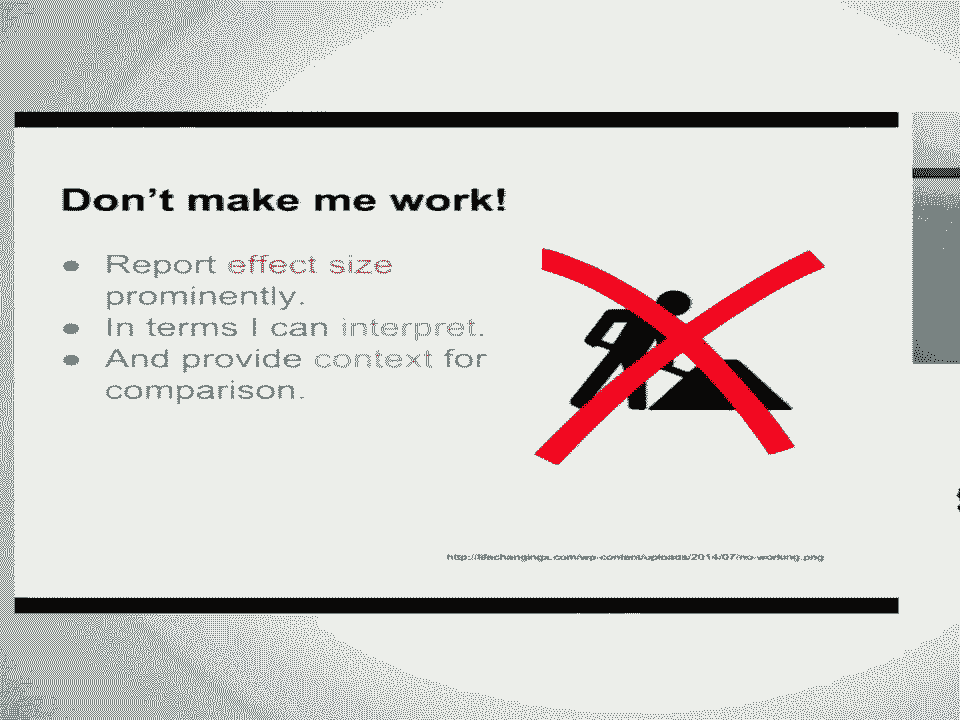 Don't make me work!
● Report effect size
prominently.
● In terms I can interpret.
● And provide context for
comparison.
http://lifechangingx.com/wp-content/uploads/2014/07/no-working.png